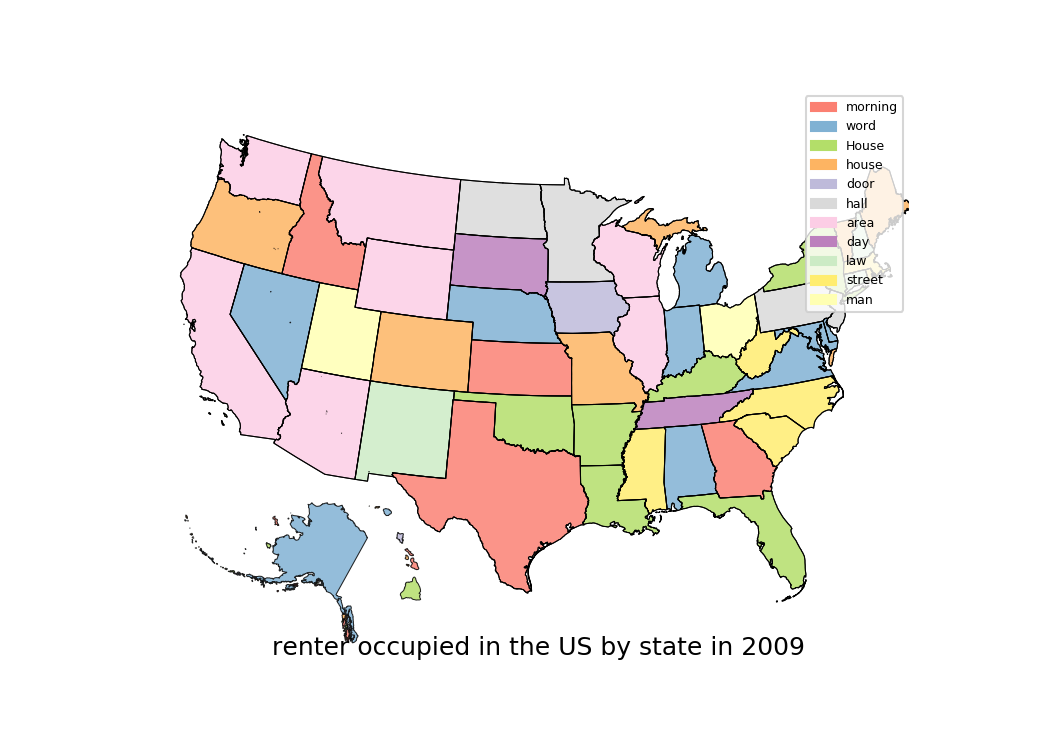 morning
word
House
house
door
hall
area
day
law
street
man
renter occupied in the US by state in 2009